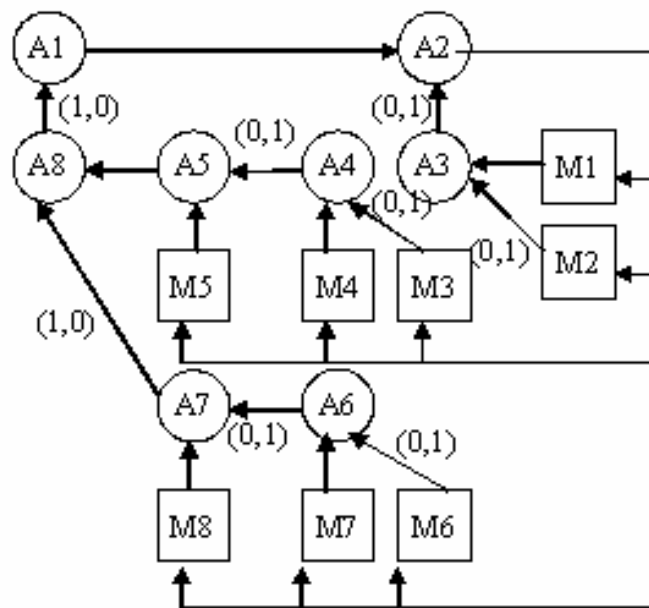 A1 A2
(1,0) (0,1)
(0,1)
A8 A5 A4 A3 M1
(0,1)
(0,1) M2
M5 M4 M3
(1,0)
A7 A6
(0,1) (0,1)
M8 M7 M6